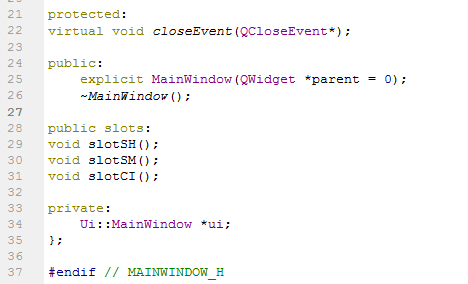 21 protected:
22 virtual void closeEvent(QCloseEvent*);
23
24 public:
25     explicit MainWindow(QWidget *parent = 0);
26     ~MainWindow();
27
28 public slots:
29 void slotSH();
30 void slotSM();
31 void slotCI();
32
33 private:
34     Ui::MainWindow *ui;
35 };
36
37 #endif // MAINWINDOW_H